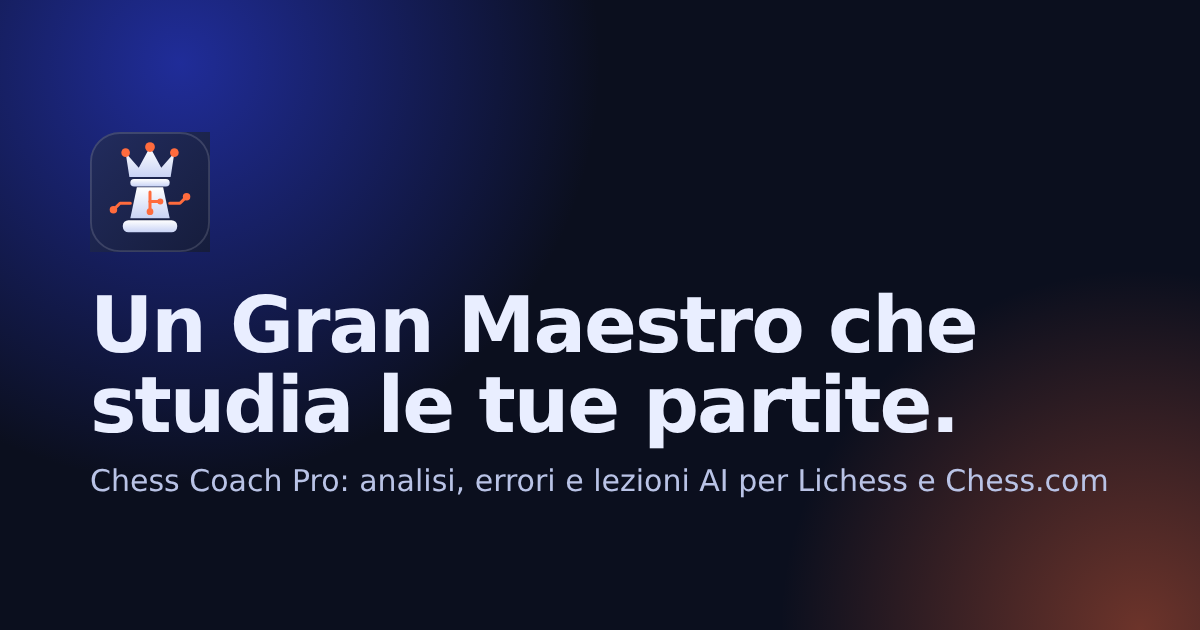 Un Gran Maestro che
studia le tue partite.
Chess Coach Pro: analisi, errori e lezioni AI per Lichess e Chess.com